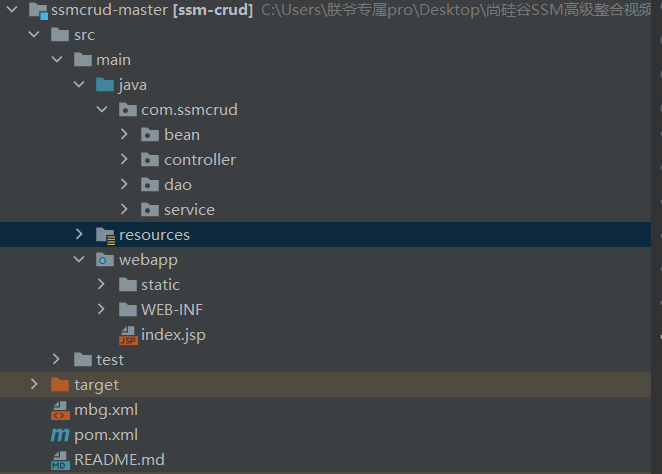 ssmcrud-master [ssm-crud] C:\Users\朕爷专属pro\Desktop\尚硅谷SSM高级整合视频
src
main
java
com.ssmcrud
bean
controller
dao
service
resources
webapp
static
WEB-INF
JSP index.jsp
test
target
mbg.xml
m pom.xml
MD README.md